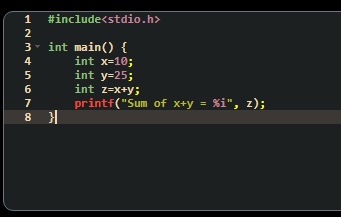 1 #include<stdio.h>
2
3 int main() {
4     int x=10;
5     int y=25;
6     int z=x+y;
7     printf("Sum of x+y = %i", z);
8 }